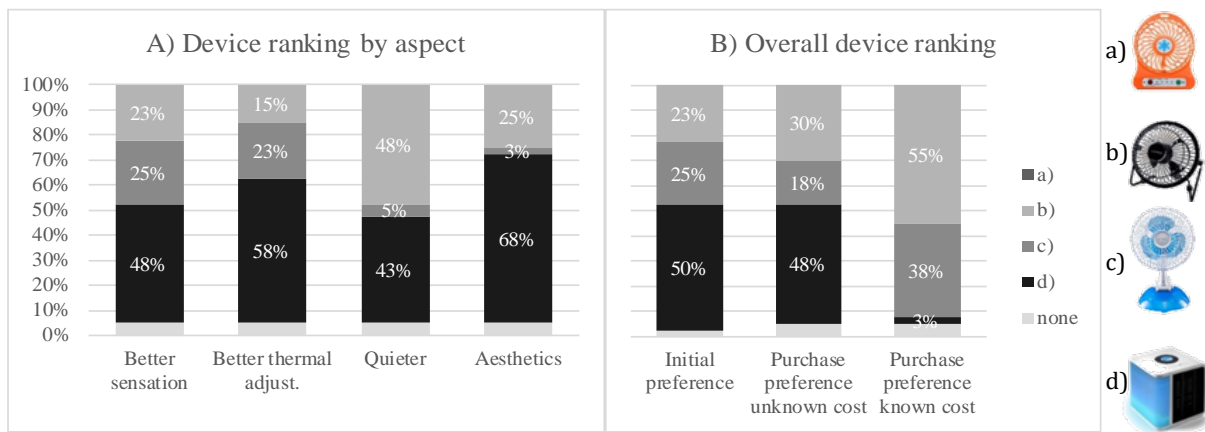 A) Device ranking by aspect
100%
90%
80%
70%
60%
50%
40%
30%
20%
10%
0%
23%
15%
48%
25%
25%
23%
5%
3%
48%
58%
43%
68%
Better sensation
Better thermal adjust.
Quieter
Aesthetics
B) Overall device ranking
23%
30%
55%
25%
18%
38%
50%
48%
3%
Initial preference
Purchase preference unknown cost
Purchase preference known cost
a)
b)
c)
d)
none
a)
b)
c)
d)